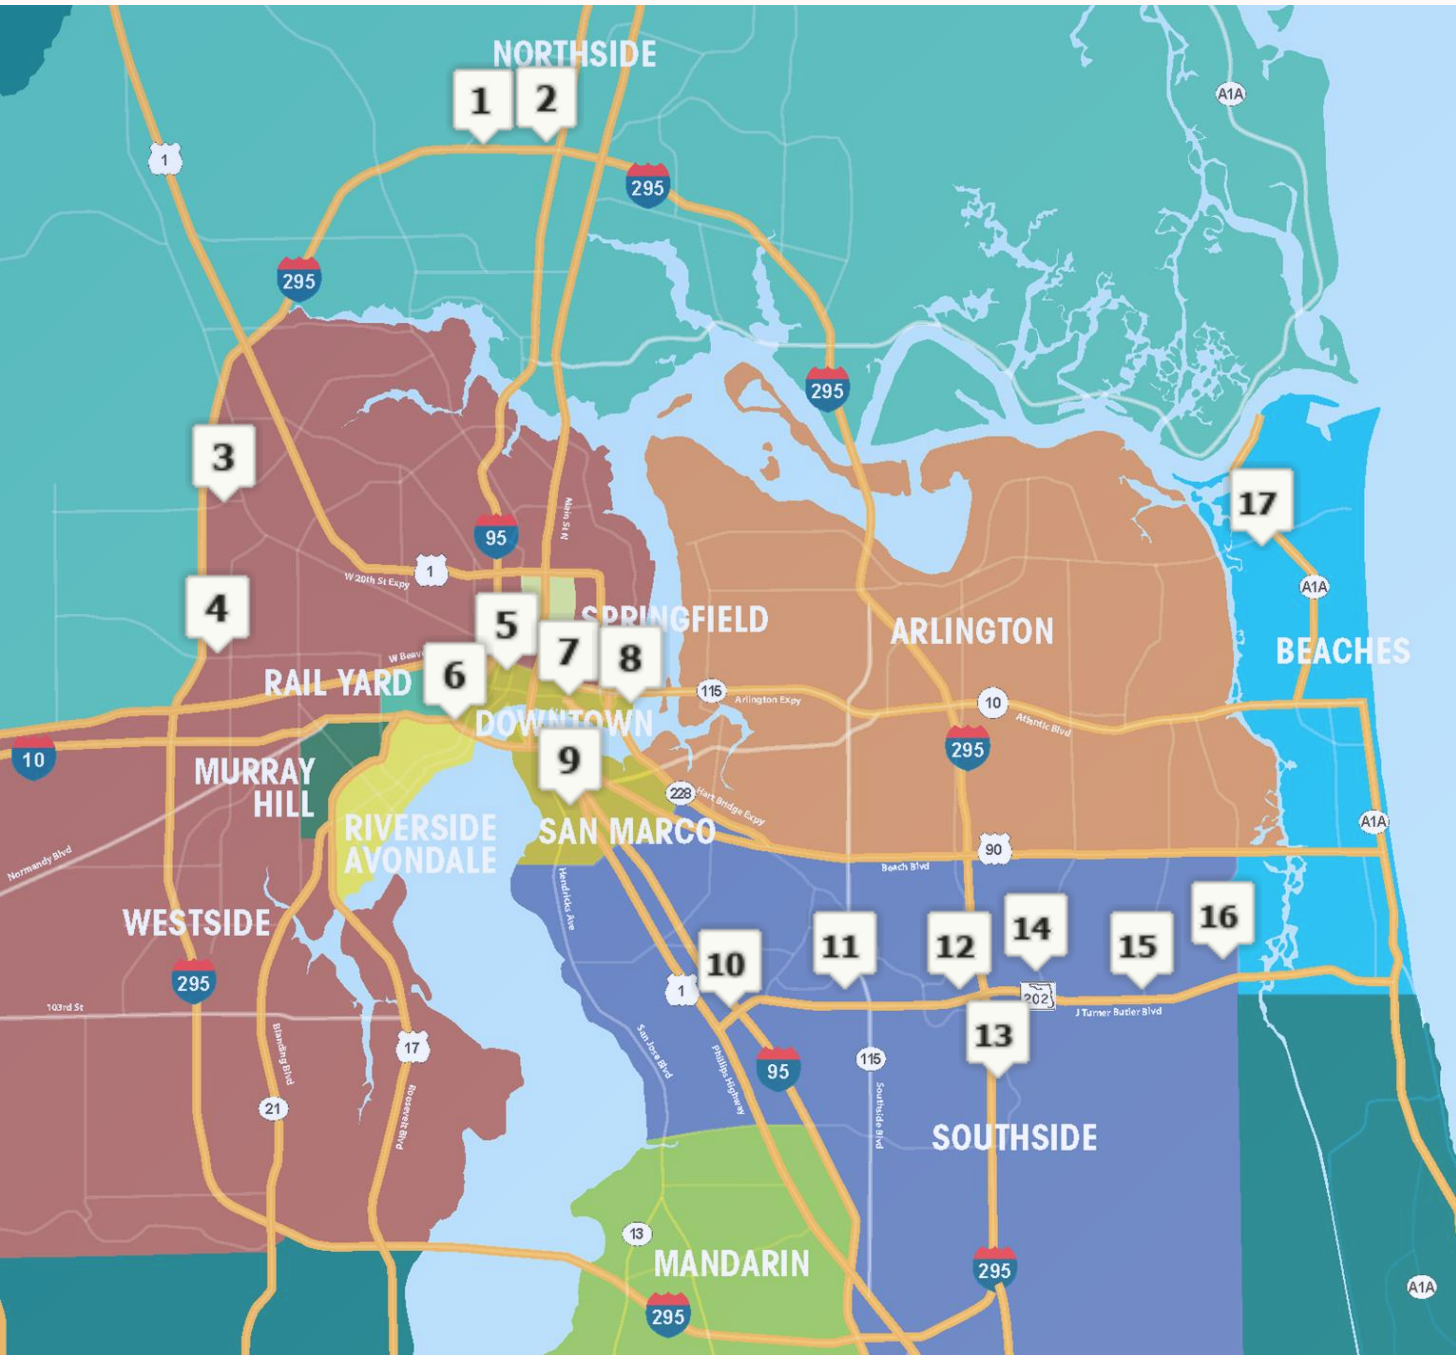 NORTHSIDE
1
2
A1A
1
295
295
295
3
17
95
Main St N
1
W 20th St Expy
A1A
4
5
SPRINGFIELD
ARLINGTON
7
8
BEACHES
W Beav
6
RAIL YARD
115
Arlington Expy
10
Atlantic Blvd
DOWNTOWN
295
10
9
MURRAY
HILL
228
Hart Bridge Expy
A1A
RIVERSIDE
AVONDALE
SAN MARCO
90
Beach Blvd
Normandy Blvd
Hendricks Ave
WESTSIDE
16
14
11
12
15
10
295
1
202
J Turner Butler Blvd
103rd St
13
17
Blanding Blvd
San Jose Blvd
Phillips Highway
95
115
Southside Blvd
21
Roosevelt Blvd
SOUTHSIDE
13
MANDARIN
295
A1A
295